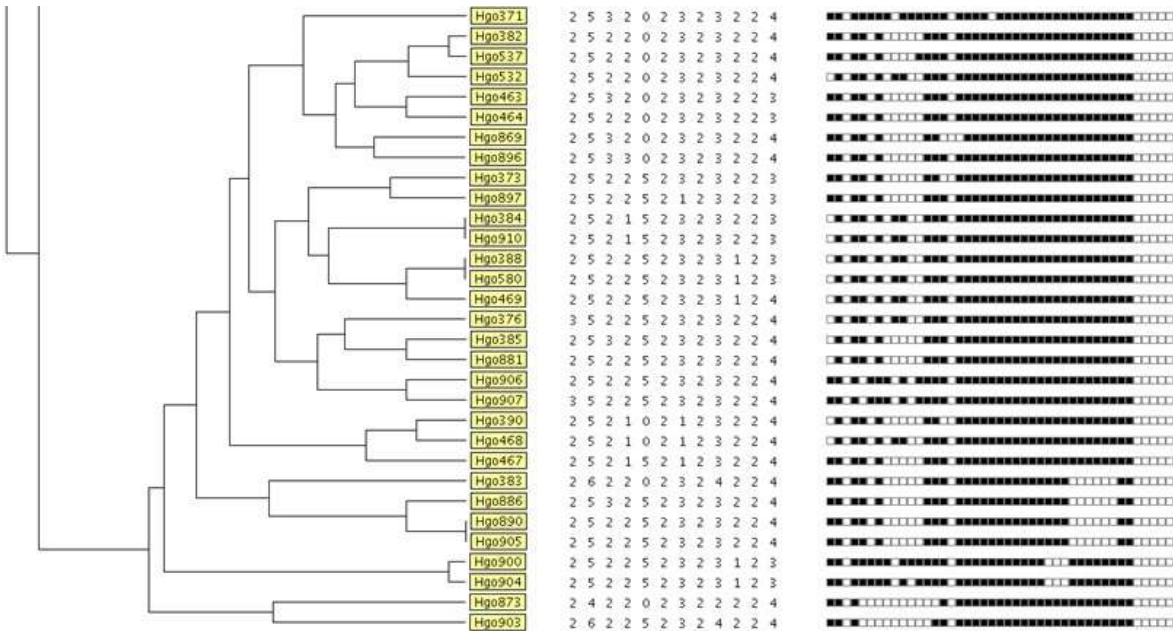 Hgo371 2 5 3 2 0 2 3 2 3 2 2 4
Hgo382 2 5 2 2 0 2 3 2 3 2 2 4
Hgo537 2 5 2 2 0 2 3 2 3 2 2 4
Hgo532 2 5 2 2 0 2 3 2 3 2 2 4
Hgo463 2 5 3 2 0 2 3 2 3 2 2 3
Hgo464 2 5 2 2 0 2 3 2 3 2 2 3
Hgo869 2 5 3 2 0 2 3 2 3 2 2 4
Hgo896 2 5 3 3 0 2 3 2 3 2 2 4
Hgo373 2 5 2 2 5 2 3 2 3 2 2 3
Hgo897 2 5 2 2 5 2 1 2 3 2 2 3
Hgo384 2 5 2 1 5 2 3 2 3 2 2 3
Hgo910 2 5 2 1 5 2 3 2 3 2 2 3
Hgo388 2 5 2 2 5 2 3 2 3 1 2 3
Hgo580 2 5 2 2 5 2 3 2 3 1 2 3
Hgo469 2 5 2 2 5 2 3 2 3 1 2 4
Hgo376 3 5 2 2 5 2 3 2 3 2 2 4
Hgo385 2 5 2 2 5 2 3 2 3 2 2 4
Hgo881 2 5 2 2 5 2 3 2 3 2 2 4
Hgo906 2 5 2 2 5 2 3 2 3 2 2 4
Hgo907 3 5 2 2 5 2 3 2 3 2 2 4
Hgo390 2 5 2 1 0 2 1 2 3 2 2 4
Hgo468 2 5 2 1 0 2 1 2 3 2 2 4
Hgo467 2 5 2 1 5 2 1 2 3 2 2 4
Hgo383 2 6 2 2 0 2 3 2 4 2 2 4
Hgo886 2 5 3 2 5 2 3 2 3 2 2 4
Hgo890 2 5 2 2 5 2 3 2 3 2 2 4
Hgo905 2 5 2 2 5 2 3 2 3 2 2 4
Hgo900 2 5 2 2 5 2 3 2 3 1 2 3
Hgo904 2 5 2 2 5 2 3 2 3 1 2 3
Hgo873 2 4 2 2 0 2 3 2 2 2 2 4
Hgo903 2 6 2 2 5 2 3 2 4 2 2 4